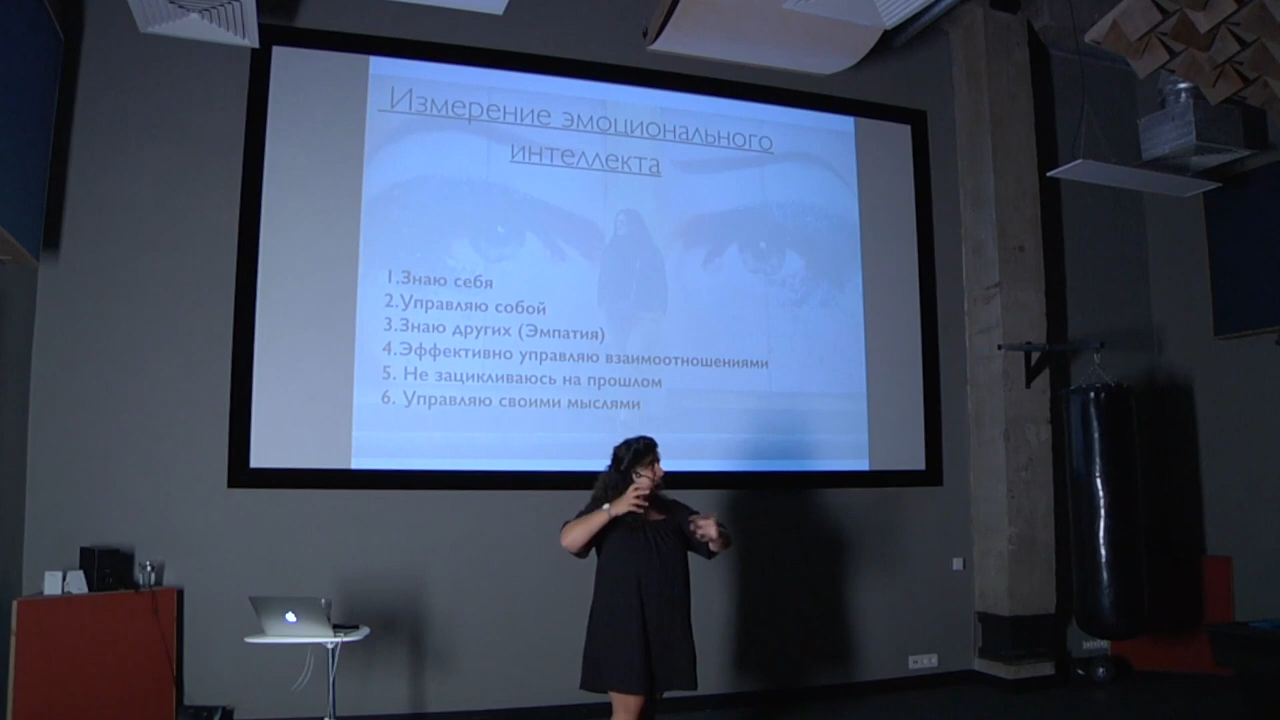 Измерение эмоционального
интеллекта
1.Знаю себя
2.Управляю собой
3.Знаю других (Эмпатия)
4.Эффективно управляю взаимоотношениями
5. Не зацикливаюсь на прошлом
6. Управляю своими мыслями